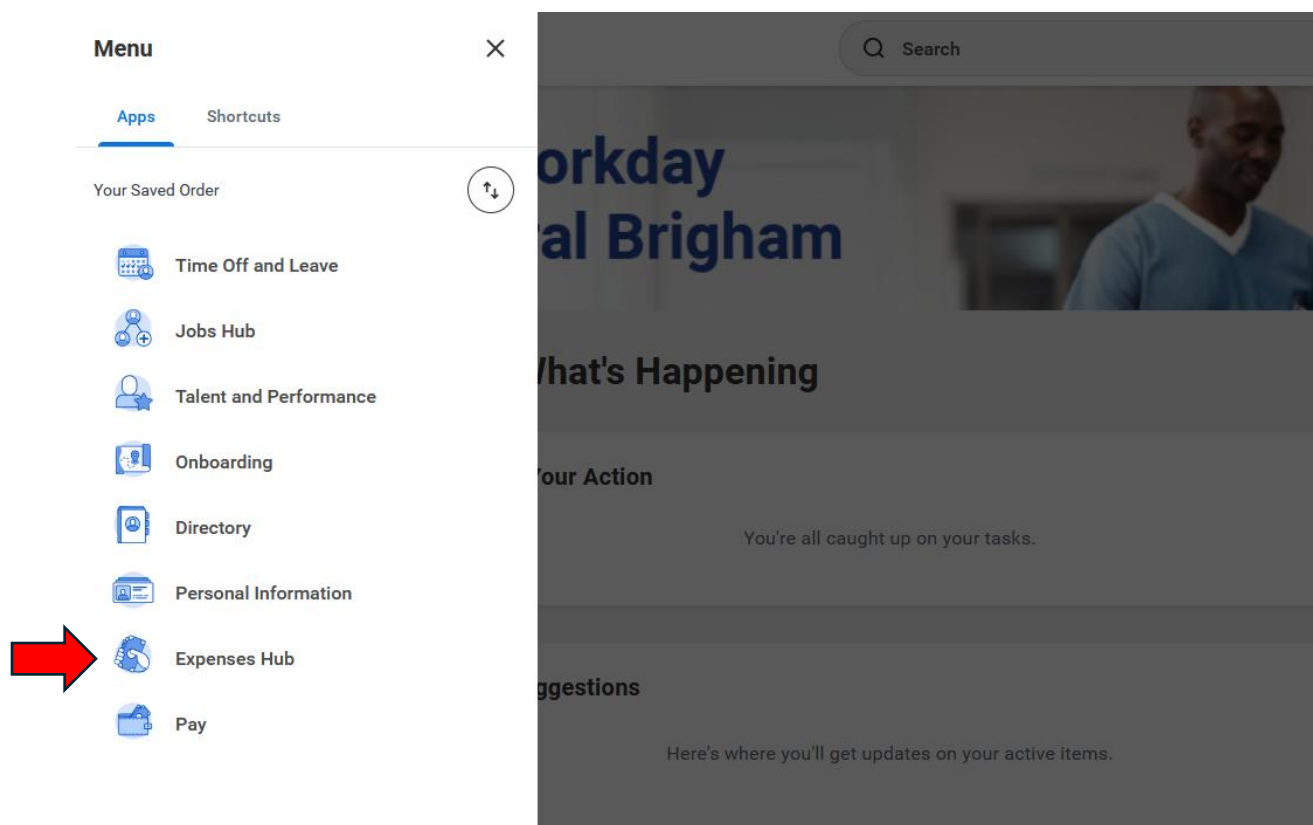 Menu
Search
Apps
Shortcuts
Your Saved Order
orkday
al Brigham
Time Off and Leave
Jobs Hub
Talent and Performance
hat's Happening
Onboarding
our Action
Directory
You're all caught up on your tasks.
Personal Information
Expenses Hub
ggestions
Pay
Here's where you'll get updates on your active items.